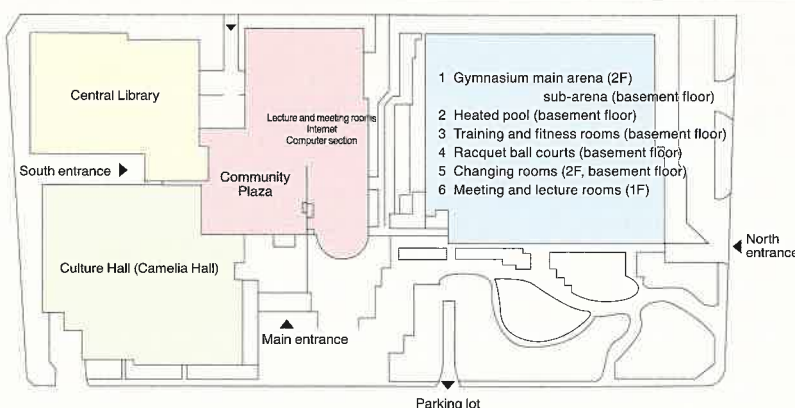 Central Library
Lecture and meeting rooms
Internet
Computer section
South entrance
Community
Plaza
Culture Hall (Camelia Hall)
Main entrance
1 Gymnasium main arena (2F)
sub-arena (basement floor)
2 Heated pool (basement floor)
3 Training and fitness rooms (basement floor)
4 Racquet ball courts (basement floor)
5 Changing rooms (2F, basement floor)
6 Meeting and lecture rooms (1F)
North
entrance
Parking lot